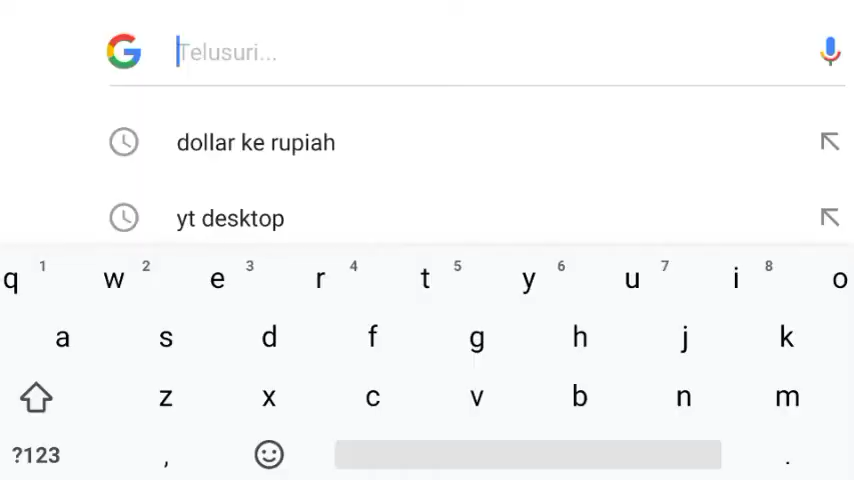 Telusuri...
dollar ke rupiah
yt desktop
q 1 w 2 e 3 r 4 t 5 y 6 u 7 i 8 o
a s d f g h j k
z x c v b n m
?123 , .